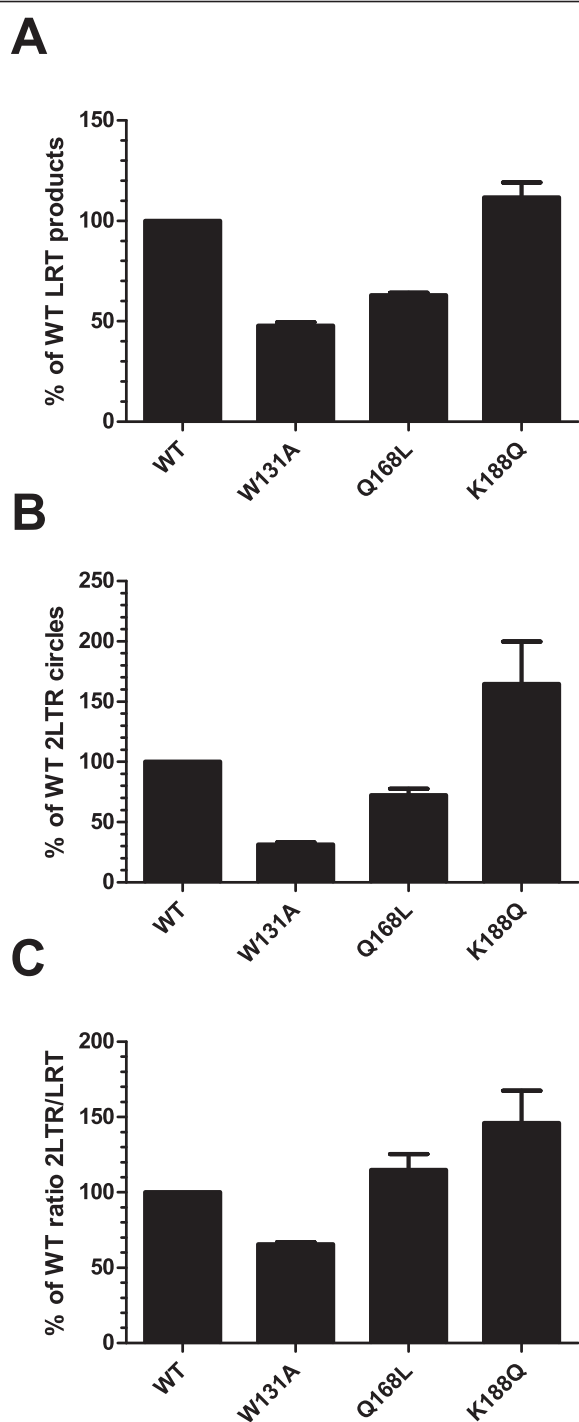 A
% of WT LRT products
150
100
50
0
WT
W131A
Q168L
K188Q
B
% of WT 2LTR circles
250
200
150
100
50
0
WT
W131A
Q168L
K188Q
C
% of WT ratio 2LTR/LRT
200
150
100
50
0
WT
W131A
Q168L
K188Q